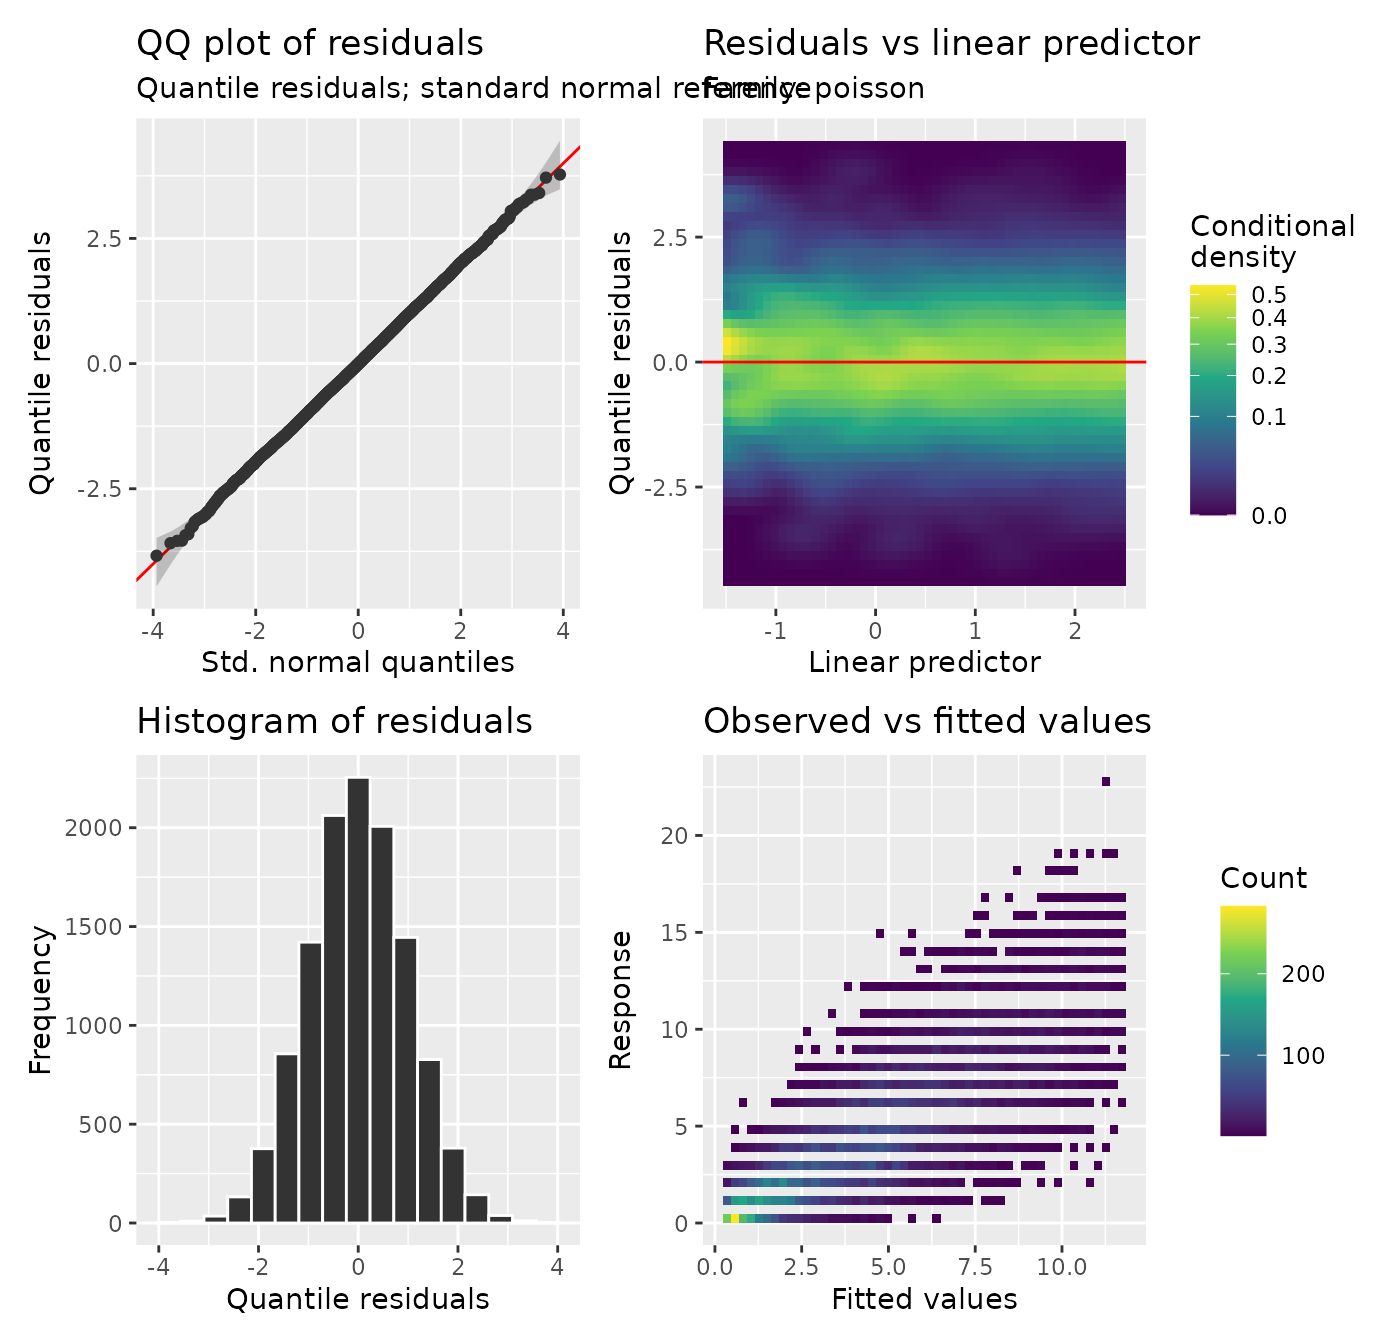 QQ plot of residuals
Quantile residuals; standard normal reference
2.5
0.0
-2.5
Quantile residuals
-4 -2 0 2 4
Std. normal quantiles
Residuals vs linear predictor
Family: poisson
2.5
0.0
-2.5
Quantile residuals
-1 0 1 2
Linear predictor
Conditional
density
0.5
0.4
0.3
0.2
0.1
0.0
Histogram of residuals
2000
1500
1000
500
0
Frequency
-4 -2 0 2 4
Quantile residuals
Observed vs fitted values
20
15
10
5
0
Response
0.0 2.5 5.0 7.5 10.0
Fitted values
Count
200
100